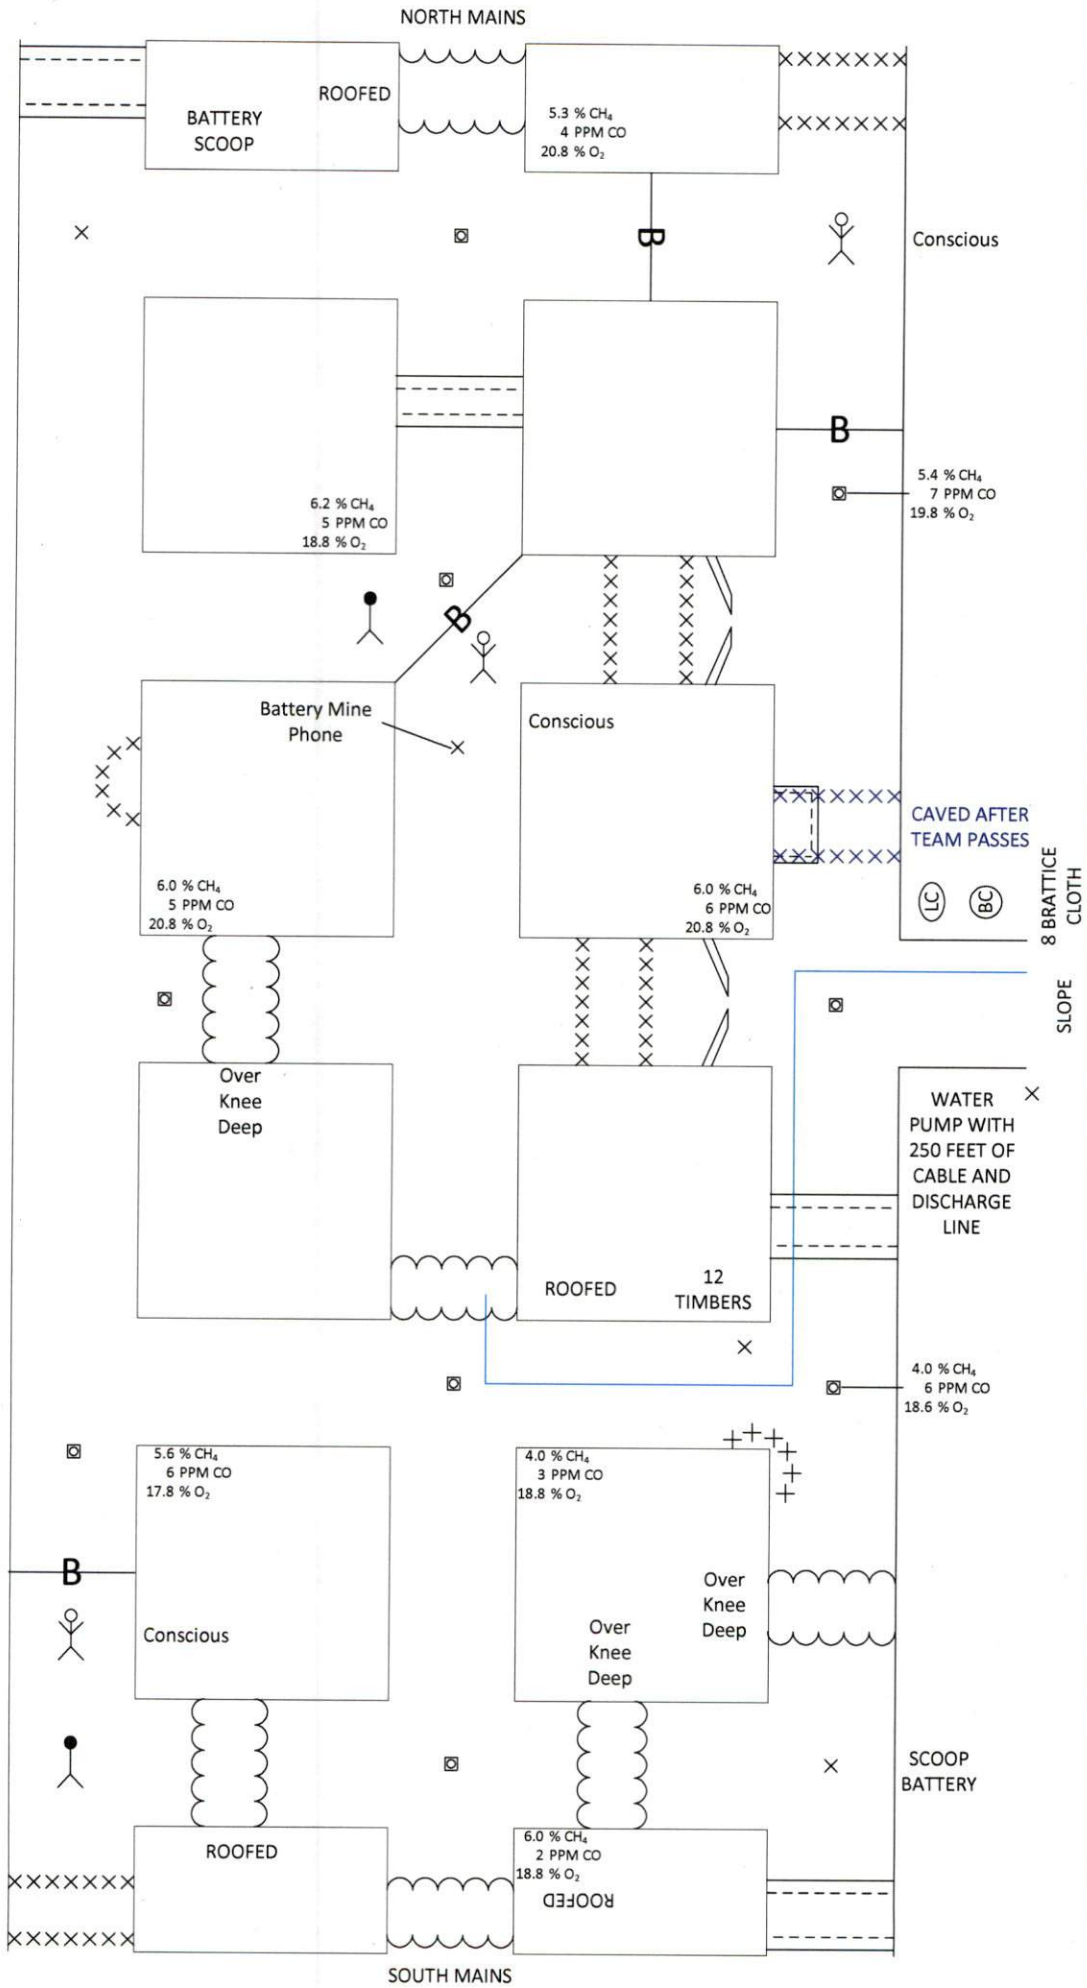 NORTH MAINS
ROOFED
BATTERY
SCOOP
5.3 % CH₄
4 PPM CO
20.8 % O₂
B
Conscious
B
5.4 % CH₄
7 PPM CO
19.8 % O₂
6.2 % CH₄
5 PPM CO
18.8 % O₂
B
Battery Mine
Phone
Conscious
CAVED AFTER
TEAM PASSES
LC
BC
8 BRATTICE
CLOTH
6.0 % CH₄
5 PPM CO
20.8 % O₂
6.0 % CH₄
6 PPM CO
20.8 % O₂
SLOPE
Over
Knee
Deep
WATER
PUMP WITH
250 FEET OF
CABLE AND
DISCHARGE
LINE
ROOFED
12
TIMBERS
4.0 % CH₄
6 PPM CO
18.6 % O₂
5.6 % CH₄
6 PPM CO
17.8 % O₂
4.0 % CH₄
3 PPM CO
18.8 % O₂
B
Conscious
Over
Knee
Deep
Over
Knee
Deep
SCOOP
BATTERY
ROOFED
6.0 % CH₄
2 PPM CO
18.8 % O₂
ROOFED
SOUTH MAINS